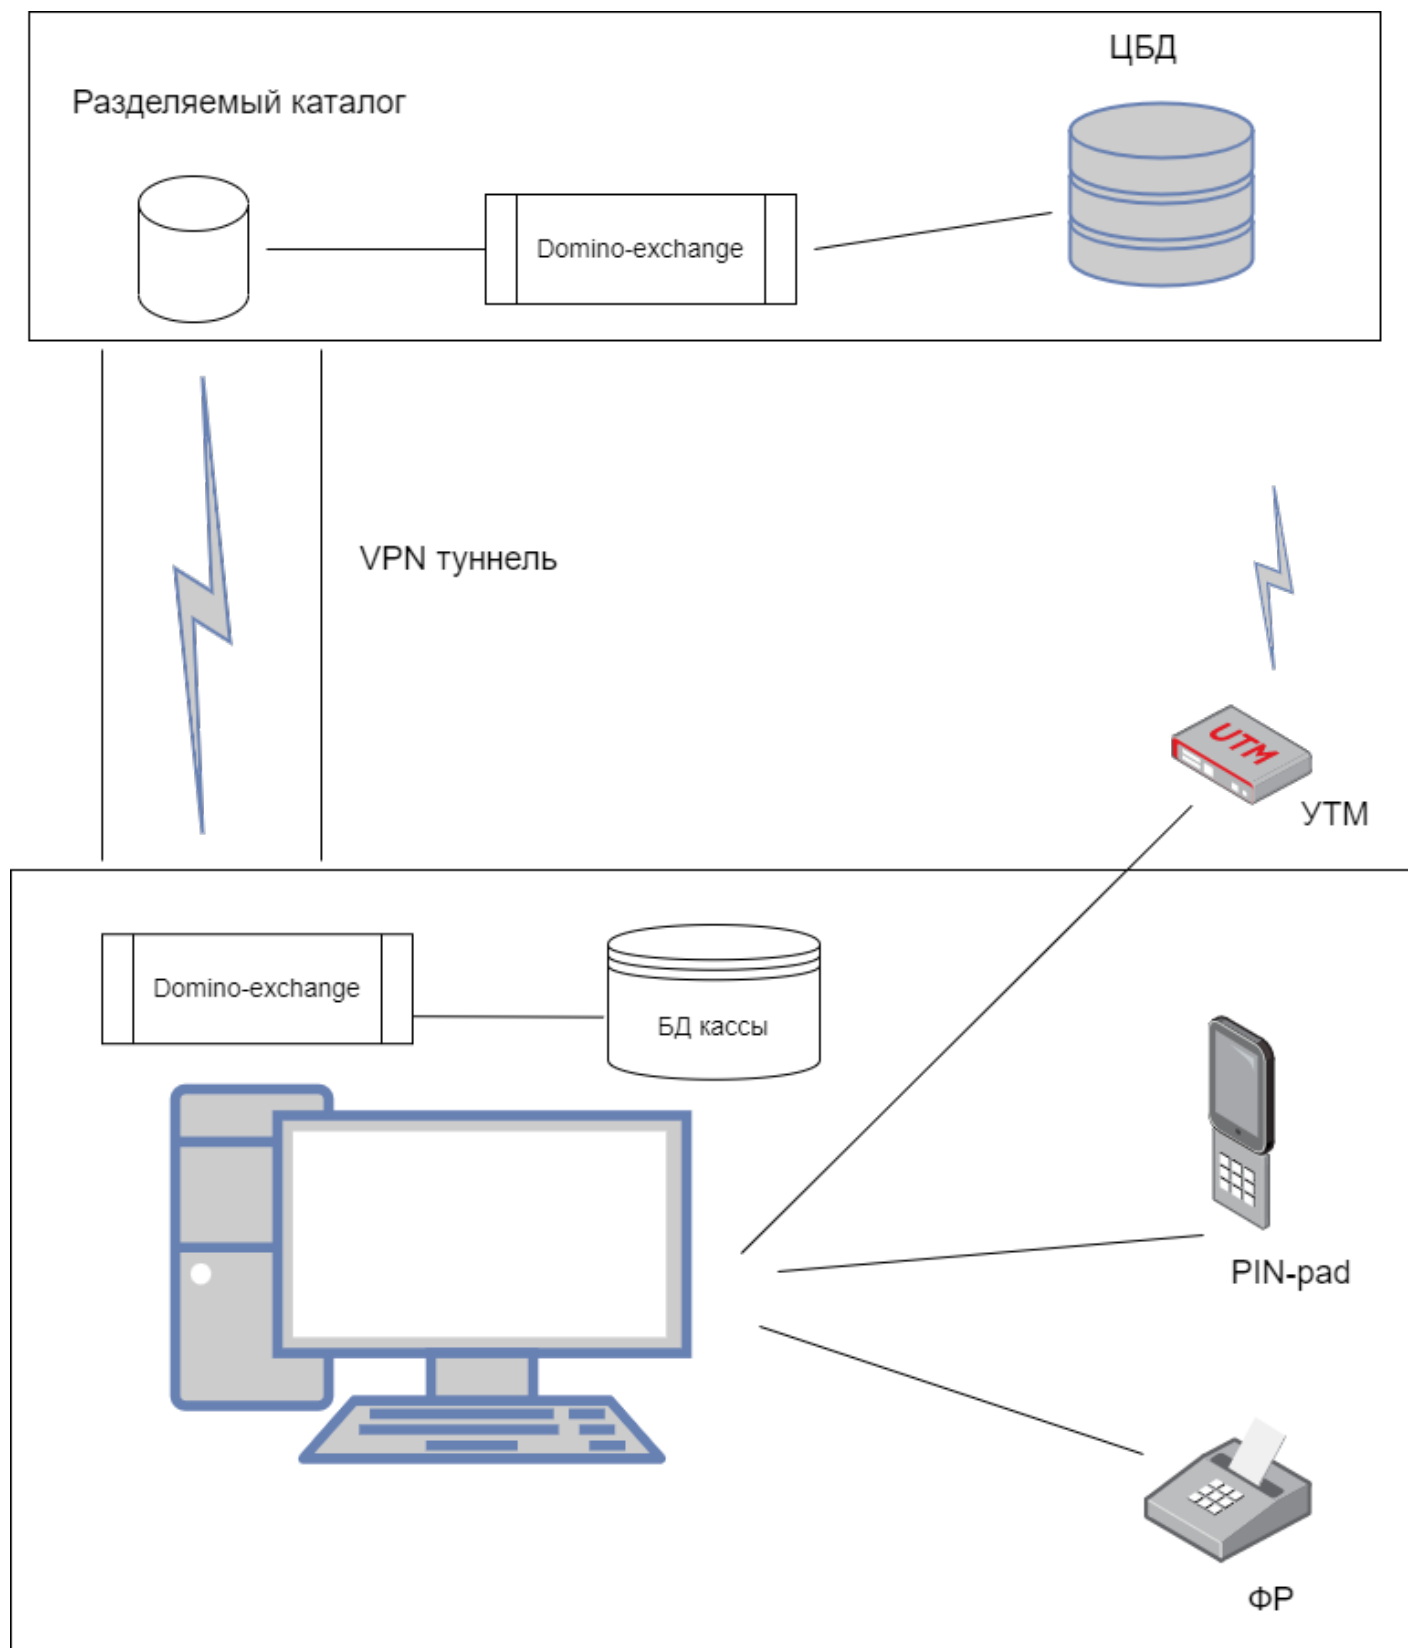 ЦБД
Разделяемый каталог
Domino-exchange
VPN туннель
UTM
УТМ
Domino-exchange
БД кассы
PIN-pad
ФР